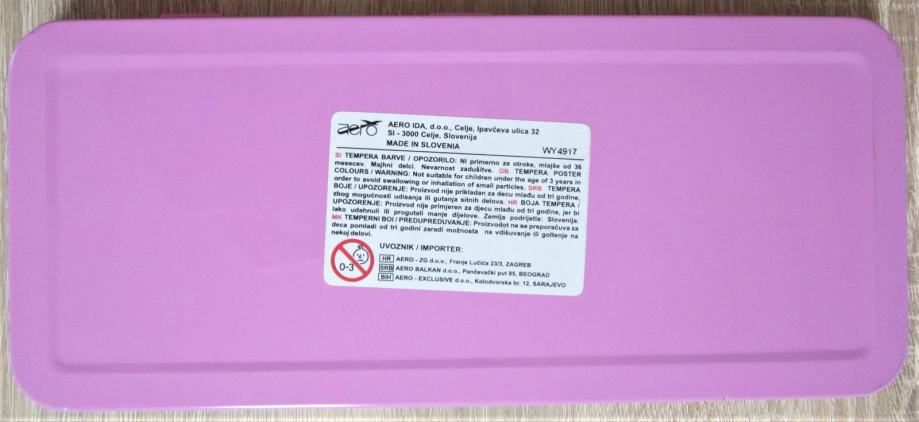 aero
AERO IDA, d.o.o., Celje, Ipavčeva ulica 32
SI - 3000 Celje, Slovenija
MADE IN SLOVENIA
WY4917
SI TEMPERA BARVE / OPOZORILO: Ni primerno za otroke, mlajše od 36
mesecev. Majhni delci. Nevarnost zadušitve. GB TEMPERA POSTER
COLOURS / WARNING: Not suitable for children under the age of 3 years in
order to avoid swallowing or inhallation of small particles. SRB TEMPERA
BOJE / UPOZORENJE: Proizvod nije prikladan za decu mlađu od tri godine,
zbog mogućnosti udisanja ili gutanja sitnih delova. HR BOJA TEMPERA /
UPOZORENJE: Proizvod nije primjeren za djecu mlađu od tri godine, jer bi
lako udahnuli ili progutali manje dijelove. Zemlja podrijetla: Slovenija.
MK TEMPERNI BOI / PREDUPREDUVANJE: Proizvodot ne se preporačuva za
deca pomladi od tri godini zaradi možnosta na vdišuvanje ili goltenje na
nekoj delovi.
0-3
UVOZNIK / IMPORTER:
HR AERO - ZG d.o.o., Franje Lučića 23/3, ZAGREB
SRB AERO BALKAN d.o.o., Pančevački put 85, BEOGRAD
BIH AERO - EXCLUSIVE d.o.o., Kolodvorska br. 12, SARAJEVO